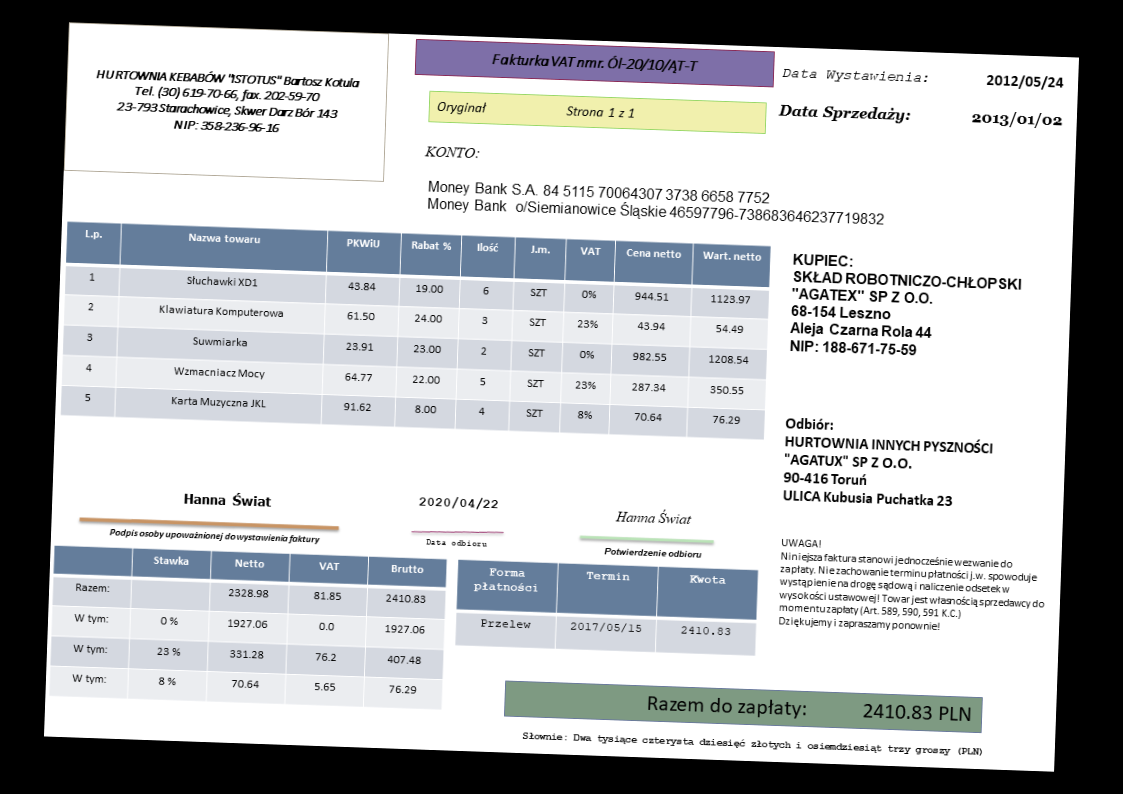 HURTOWNIA KEBABÓW "ISTOTUS" Bartosz Kotula
Tel. (30) 619-70-66, fax. 202-59-70
23-793 Starachowice, Skwer Darz Bór 143
NIP: 358-236-96-16
Fakturka VAT nmr. Ól-20/10/ĄT-T
Oryginał Strona 1 z 1
Data Wystawienia: 2012/05/24
Data Sprzedaży: 2013/01/02
KONTO:
Money Bank S.A. 84 5115 70064307 3738 6658 7752
Money Bank o/Siemianowice Śląskie 46597796-738683646237719832
L.p. Nazwa towaru PKWiU Rabat % Ilość J.m. VAT Cena netto Wart. netto
1 Słuchawki XD1 43.84 19.00 6 SZT 0% 944.51 1123.97
2 Klawiatura Komputerowa 61.50 24.00 3 SZT 23% 43.94 54.49
3 Suwmiarka 23.91 23.00 2 SZT 0% 982.55 1208.54
4 Wzmacniacz Mocy 64.77 22.00 5 SZT 23% 287.34 350.55
5 Karta Muzyczna JKL 91.62 8.00 4 SZT 8% 70.64 76.29
KUPIEC:
SKŁAD ROBOTNICZO-CHŁOPSKI
"AGATEX" SP Z O.O.
68-154 Leszno
Aleja Czarna Rola 44
NIP: 188-671-75-59
Odbiór:
HURTOWNIA INNYCH PYSZNOŚCI
"AGATUX" SP Z O.O.
90-416 Toruń
ULICA Kubusia Puchatka 23
Hanna Świat
Podpis osoby upoważnionej do wystawienia faktury
2020/04/22
Data odbioru
Hanna Świat
Potwierdzenie odbioru
UWAGA!
Niniejsza faktura stanowi jednocześnie wezwanie do
zapłaty. Nie zachowanie terminu płatności j.w. spowoduje
wystąpienie na drogę sądową i naliczenie odsetek w
wysokości ustawowej! Towar jest własnością sprzedawcy do
momentu zapłaty (Art. 589, 590, 591 K.C.)
Dziękujemy i zapraszamy ponownie!
Stawka Netto VAT Brutto
Razem: 2328.98 81.85 2410.83
W tym: 0 % 1927.06 0.0 1927.06
W tym: 23 % 331.28 76.2 407.48
W tym: 8 % 70.64 5.65 76.29
Forma płatności Termin Kwota
Przelew 2017/05/15 2410.83
Razem do zapłaty: 2410.83 PLN
Słownie: Dwa tysiące czterysta dziesięć złotych i osiemdziesiąt trzy groszy (PLN)